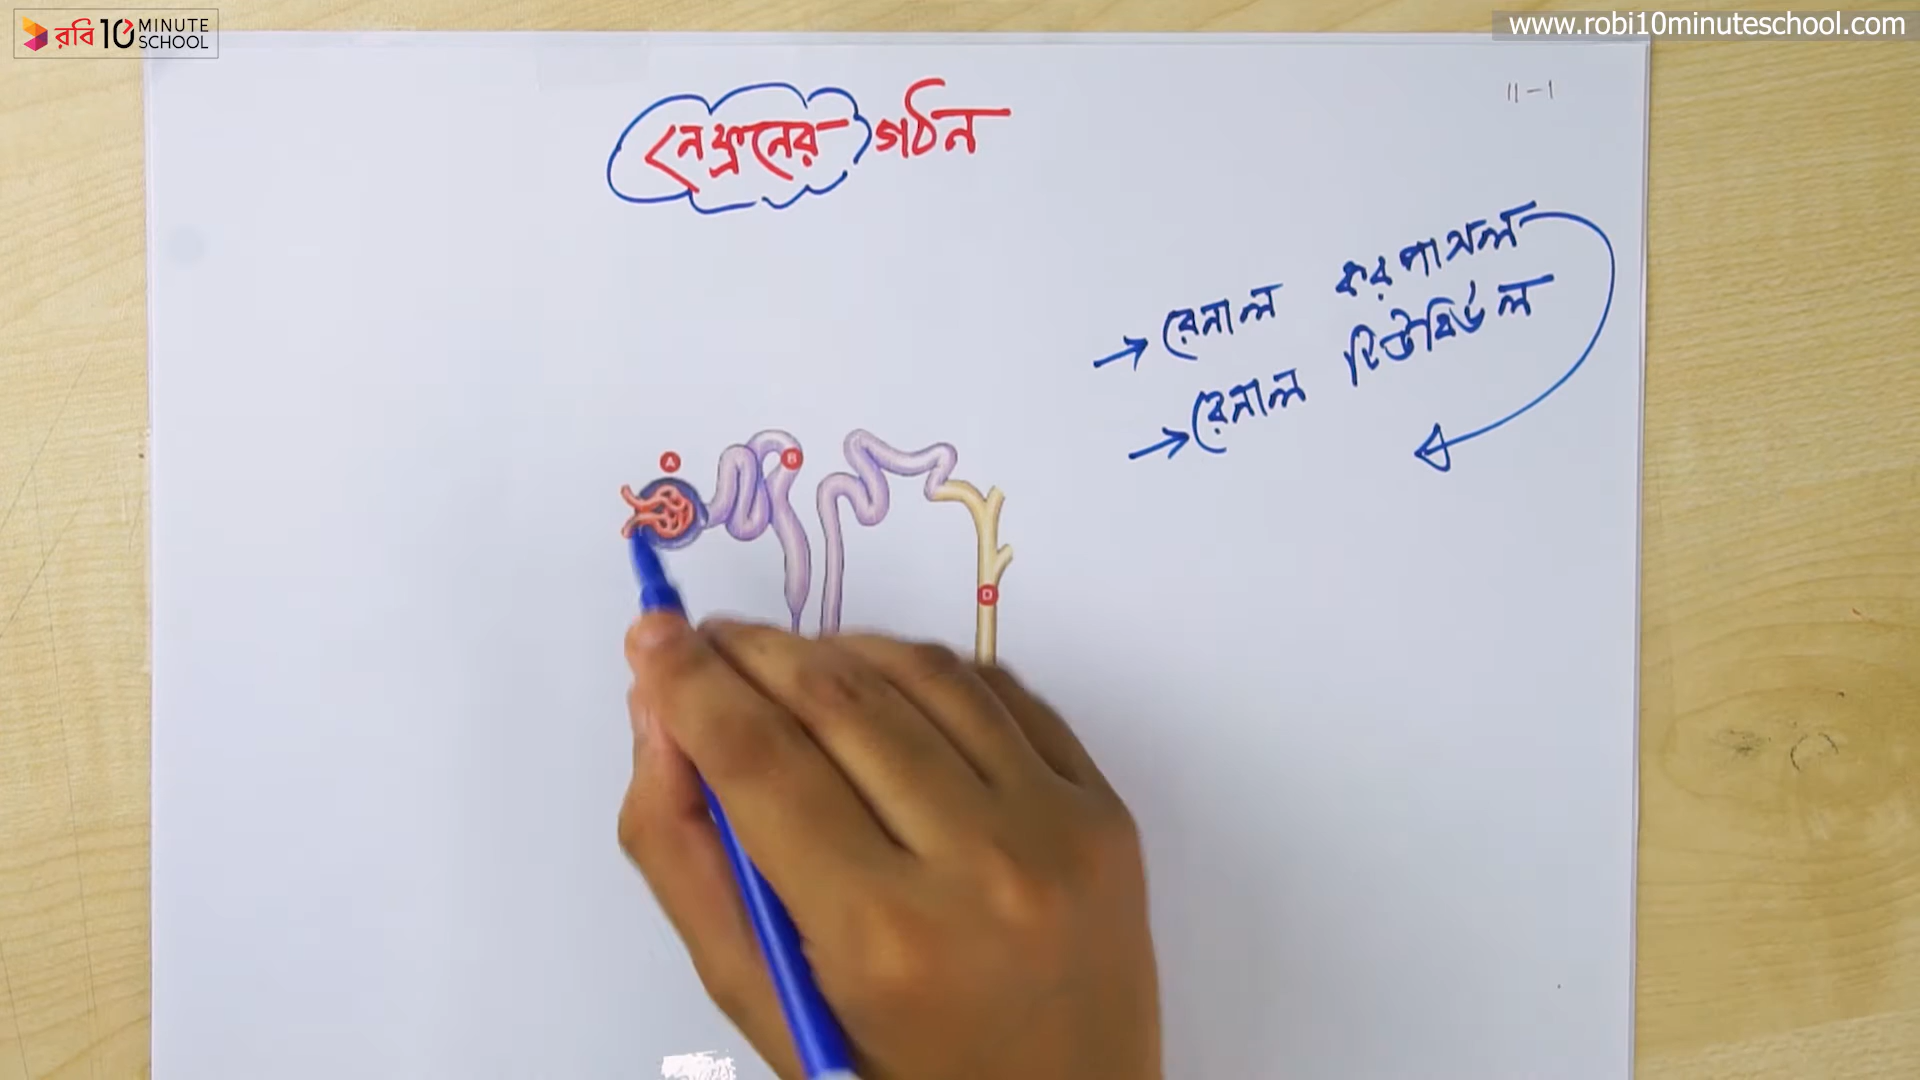 রবি 10 MINUTE SCHOOL
www.robi10minuteschool.com
11-1
নেফ্রনের গঠন
→ রেনাল করপাসল
→ রেনাল টিউবিউল
A
B
D